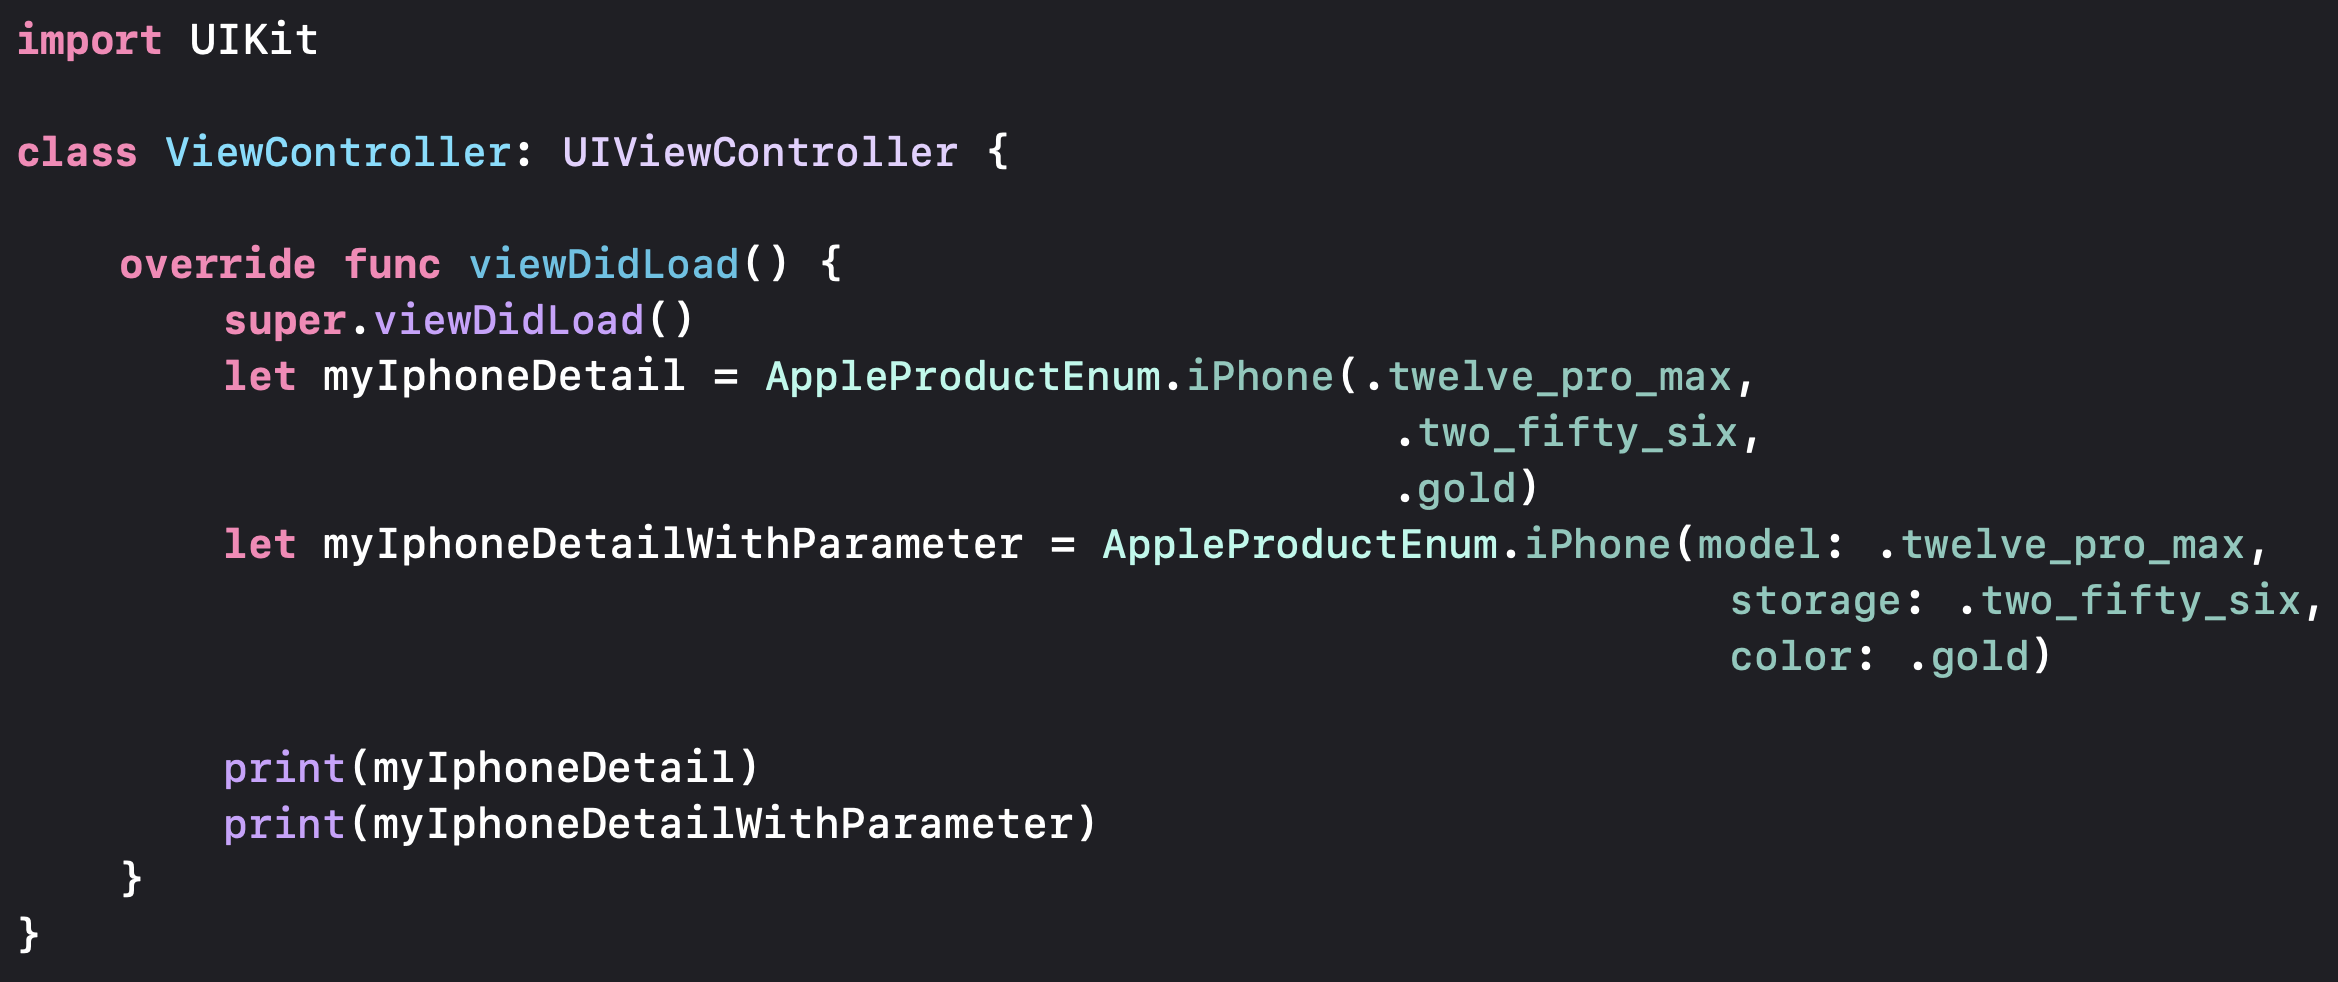 import UIKit
class ViewController: UIViewController {
override func viewDidLoad() {
super.viewDidLoad()
let myIphoneDetail = AppleProductEnum.iPhone(.twelve_pro_max,
.two_fifty_six,
.gold)
let myIphoneDetailWithParameter = AppleProductEnum.iPhone(model: .twelve_pro_max,
storage: .two_fifty_six,
color: .gold)
print(myIphoneDetail)
print(myIphoneDetailWithParameter)
}
}